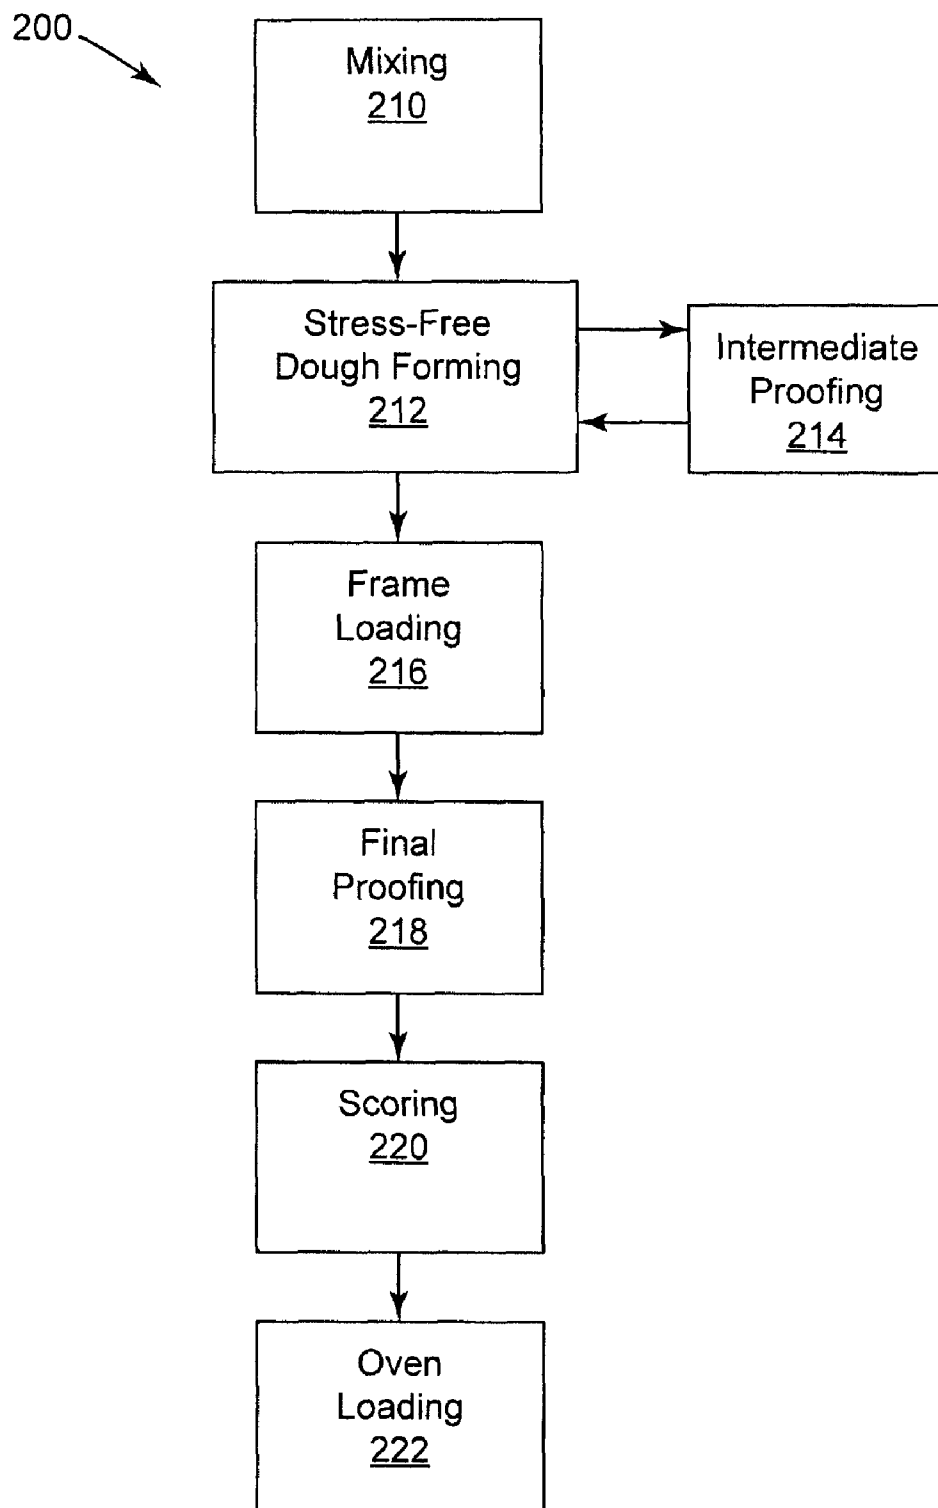 200
Mixing
210
Stress-Free
Dough Forming
212
Intermediate
Proofing
214
Frame
Loading
216
Final
Proofing
218
Scoring
220
Oven
Loading
222